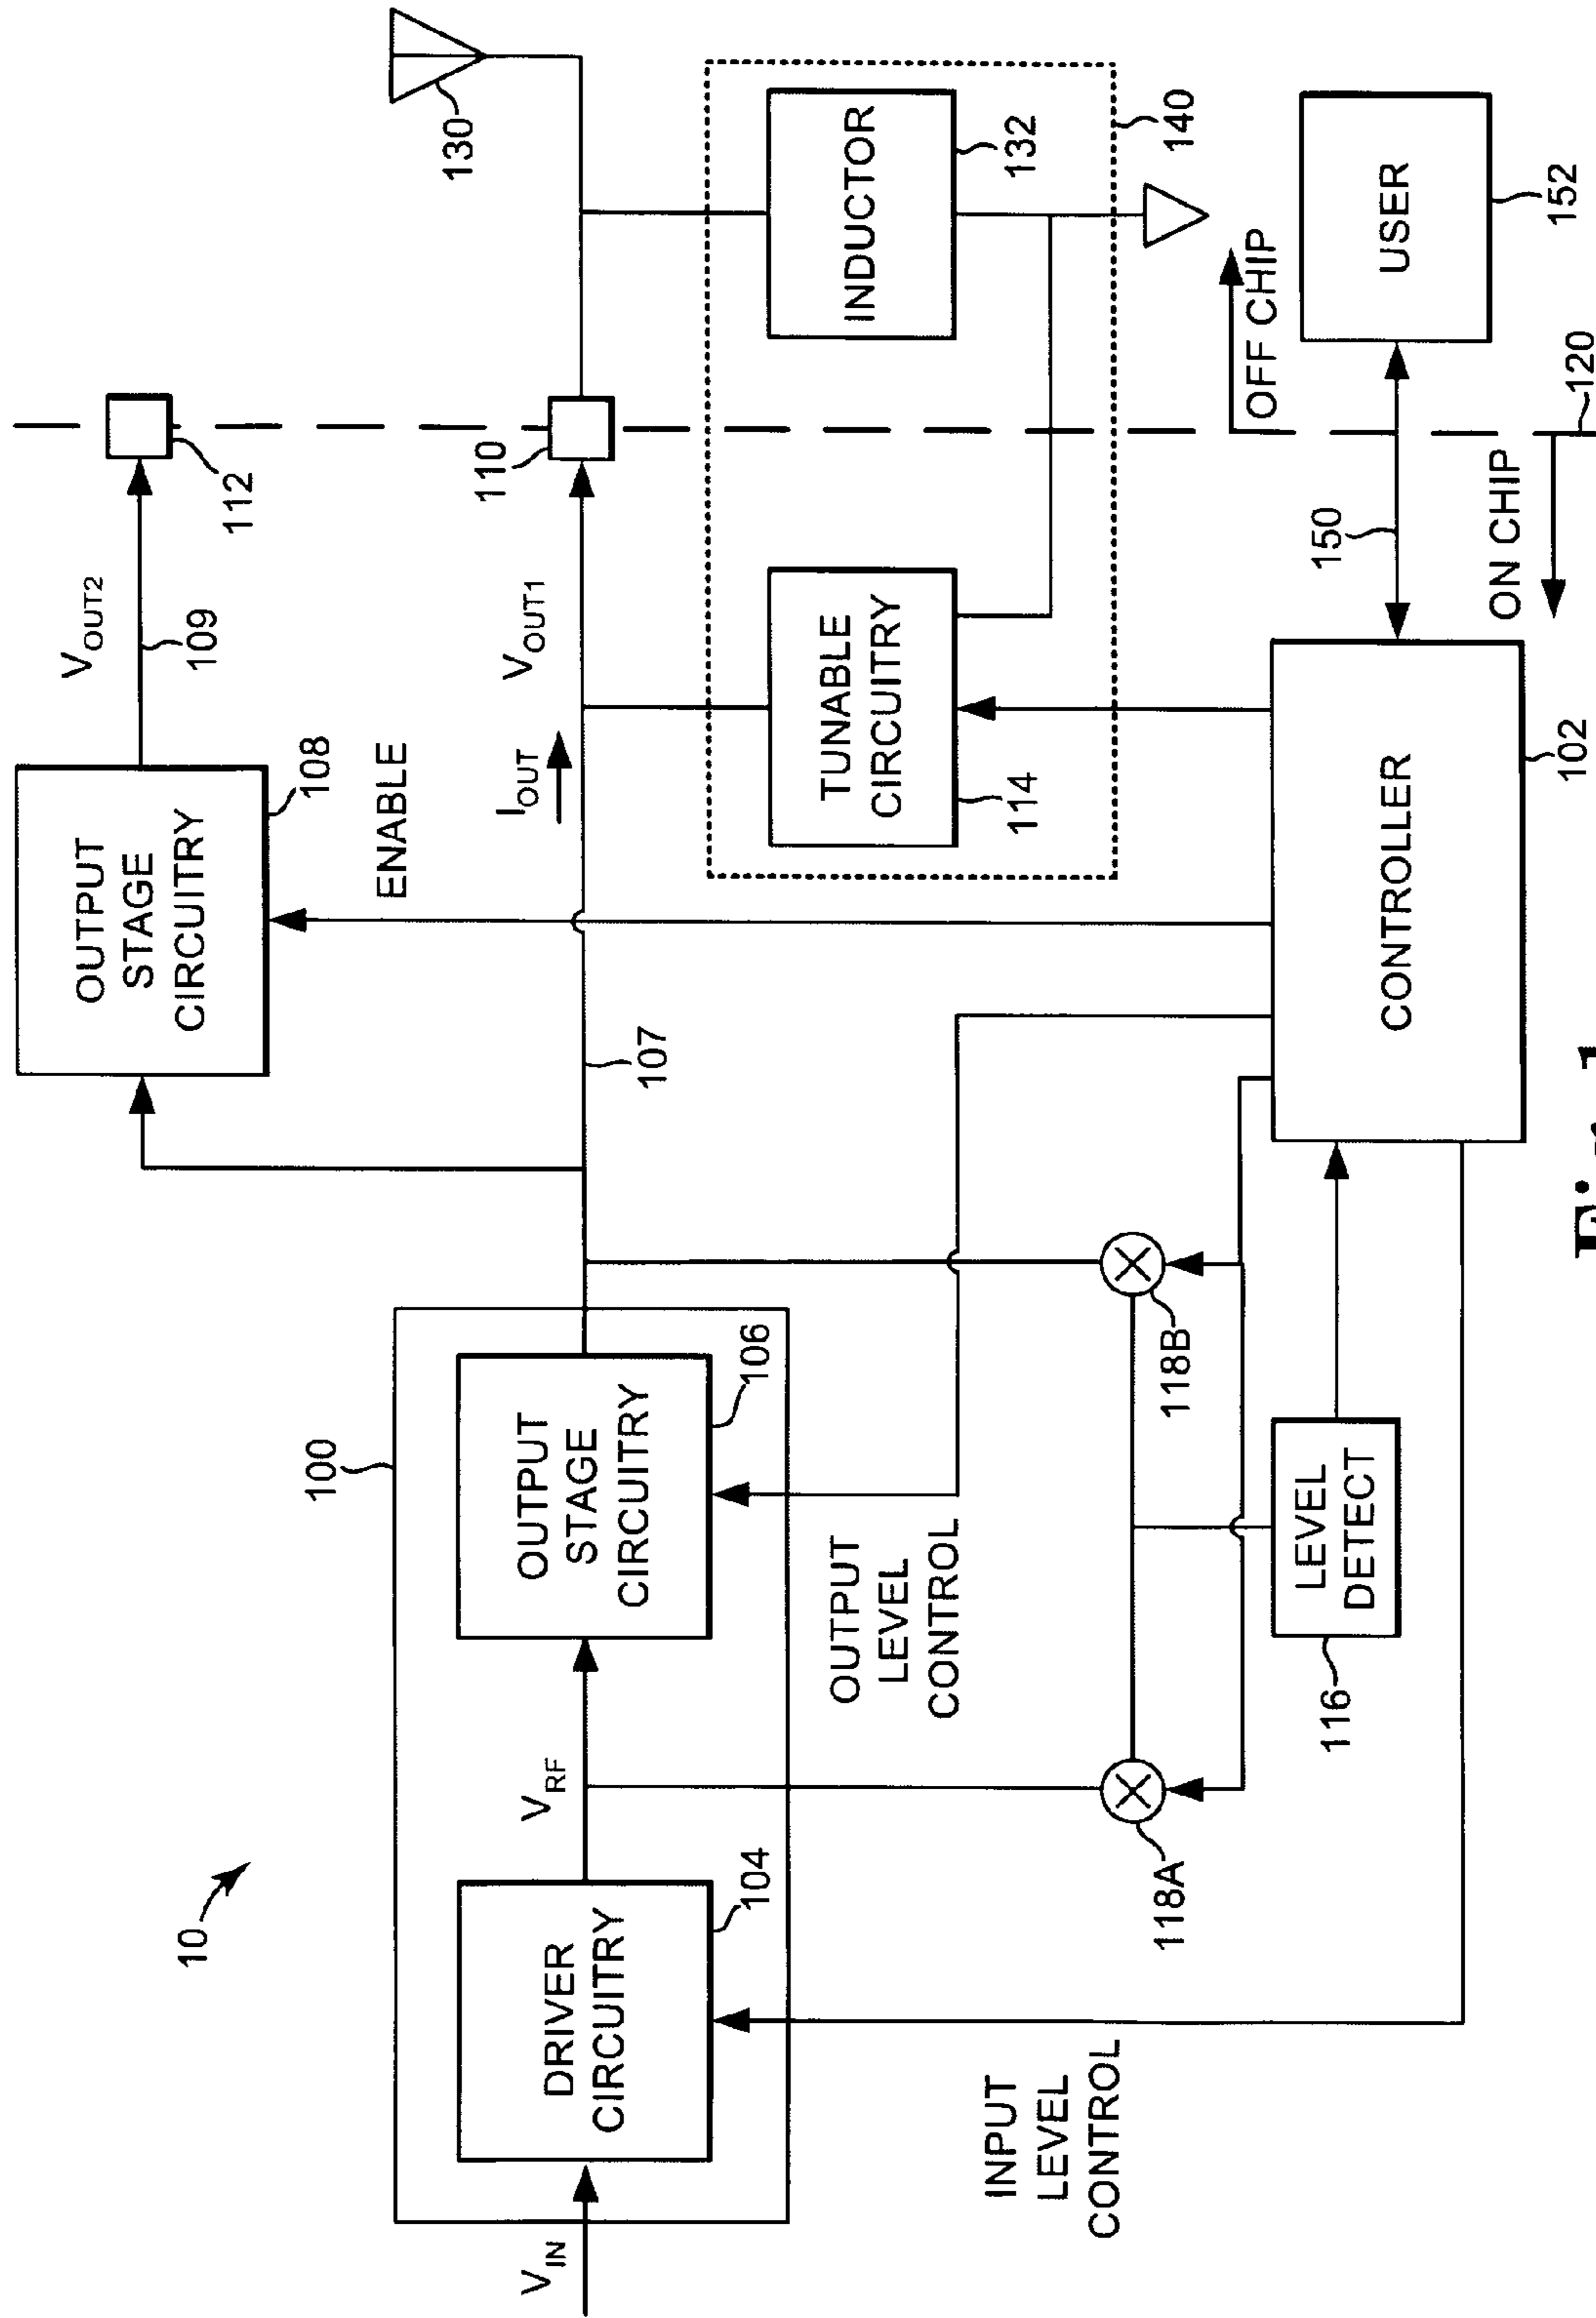 10
V_IN
100
DRIVER
CIRCUITRY
104
V_RF
OUTPUT
STAGE
CIRCUITRY
106
107
OUTPUT
STAGE
CIRCUITRY
108
V_OUT2
109
112
ENABLE
I_OUT
V_OUT1
110
130
TUNABLE
CIRCUITRY
114
INDUCTOR
132
140
INPUT
LEVEL
CONTROL
OUTPUT
LEVEL
CONTROL
118A
118B
LEVEL
DETECT
116
CONTROLLER
102
150
USER
152
OFF CHIP
ON CHIP
120